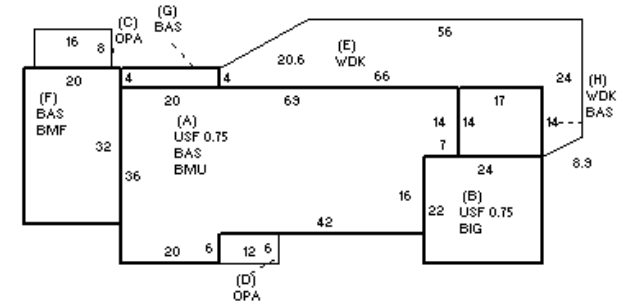 (G)
BAS
(C)
OPA
16
8
56
20.6
(E)
WDK
66
24
(H)
WDK
BAS
20
4
4
(F)
BAS
BMF
20
69
17
(A)
USF 0.75
BAS
BMU
14
14
14
32
7
8.9
36
24
16
(B)
USF 0.75
BIG
22
42
20
6
12
6
(D)
OPA